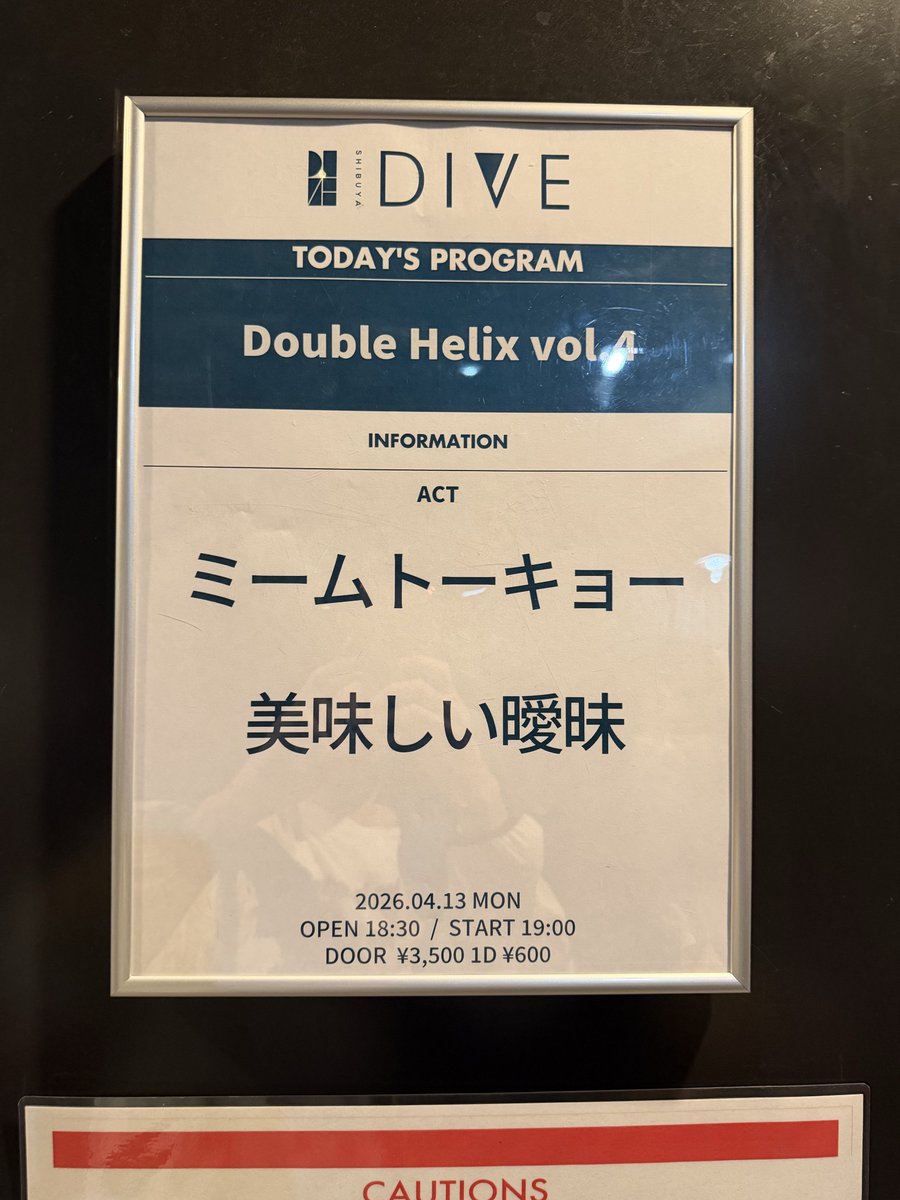 SHIBUYA
DIVE
TODAY'S PROGRAM
Double Helix vol.4
INFORMATION
ACT
ミームトーキョー
美味しい曖昧
2026.04.13 MON
OPEN 18:30 / START 19:00
DOOR ¥3,500 1D ¥600
CAUTIONS